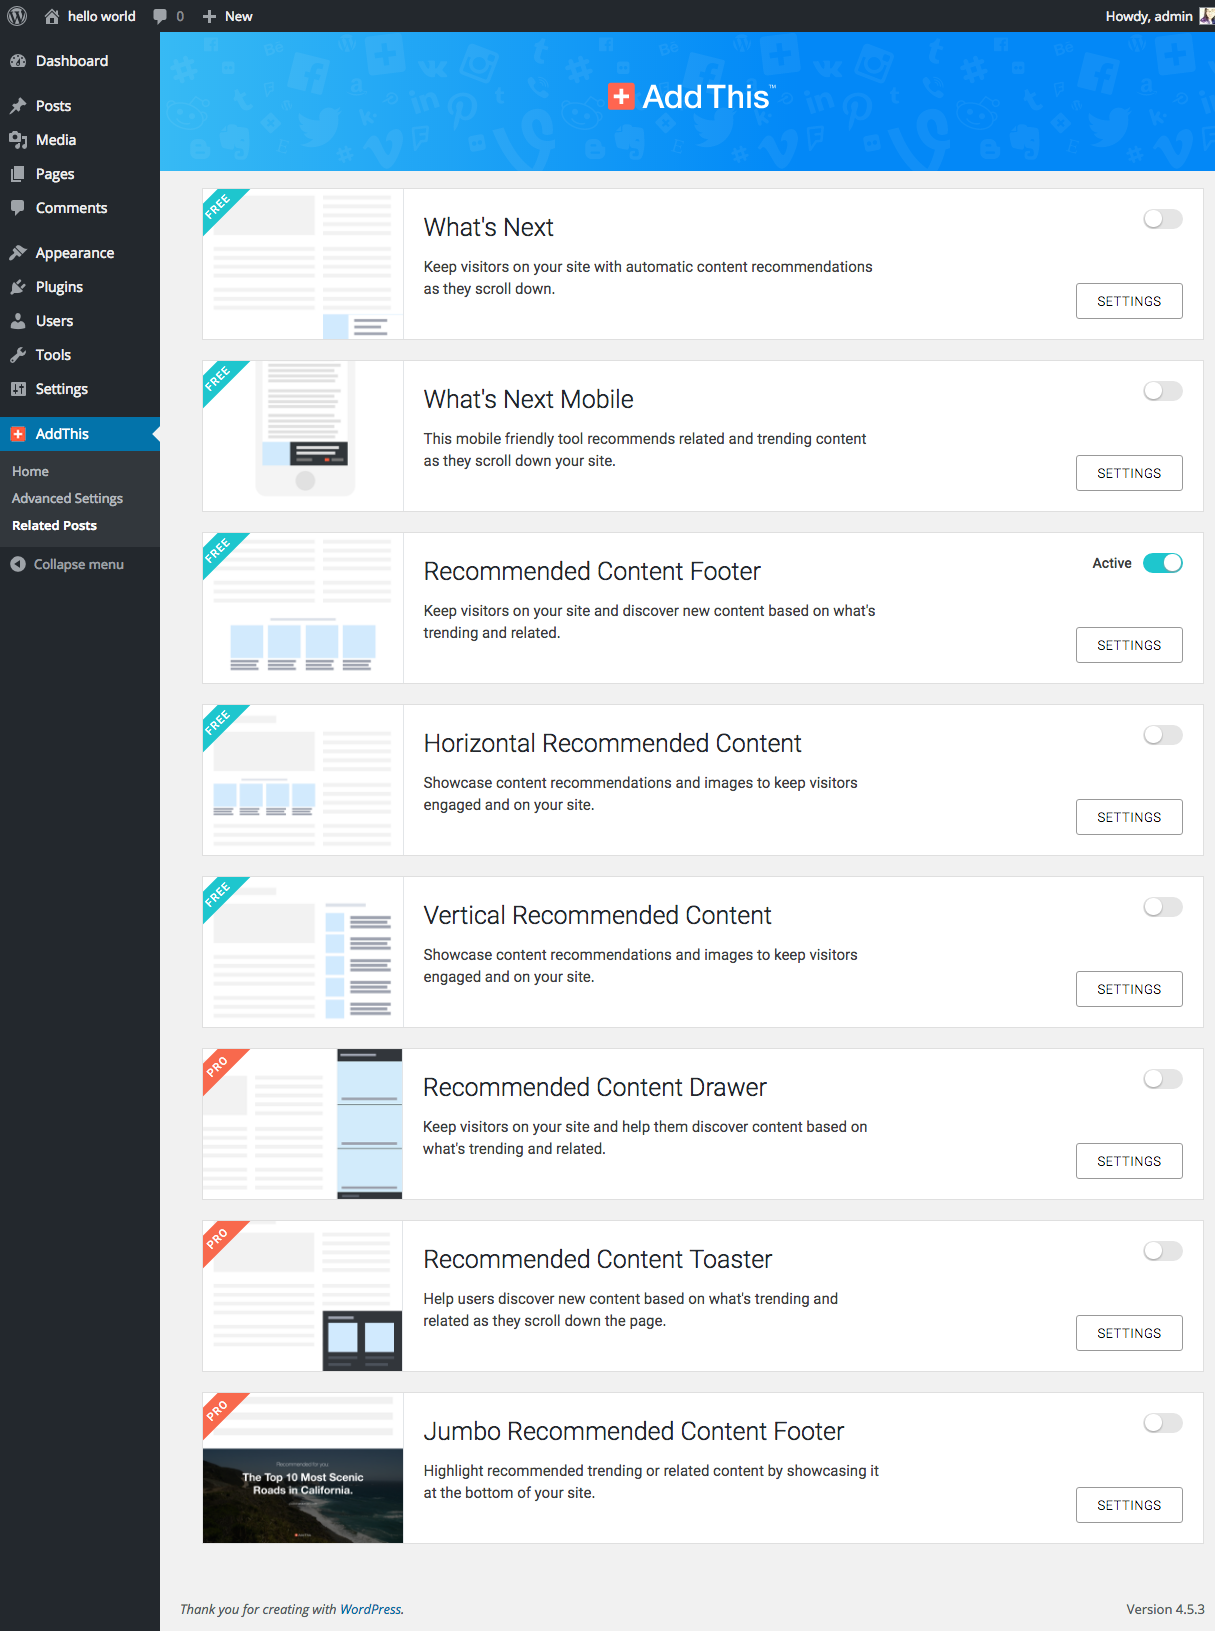 hello world 0 New Howdy, admin
Dashboard
Posts
Media
Pages
Comments
Appearance
Plugins
Users
Tools
Settings
AddThis
Home
Advanced Settings
Related Posts
Collapse menu
AddThis™
FREE
What's Next
Keep visitors on your site with automatic content recommendations
as they scroll down.
SETTINGS
FREE
What's Next Mobile
This mobile friendly tool recommends related and trending content
as they scroll down your site.
SETTINGS
FREE
Recommended Content Footer
Active
Keep visitors on your site and discover new content based on what's
trending and related.
SETTINGS
FREE
Horizontal Recommended Content
Showcase content recommendations and images to keep visitors
engaged and on your site.
SETTINGS
FREE
Vertical Recommended Content
Showcase content recommendations and images to keep visitors
engaged and on your site.
SETTINGS
PRO
Recommended Content Drawer
Keep visitors on your site and help them discover content based on
what's trending and related.
SETTINGS
PRO
Recommended Content Toaster
Help users discover new content based on what's trending and
related as they scroll down the page.
SETTINGS
PRO
Recommended for you
The Top 10 Most Scenic
Roads in California.
Jumbo Recommended Content Footer
Highlight recommended trending or related content by showcasing it
at the bottom of your site.
SETTINGS
Thank you for creating with WordPress.
Version 4.5.3